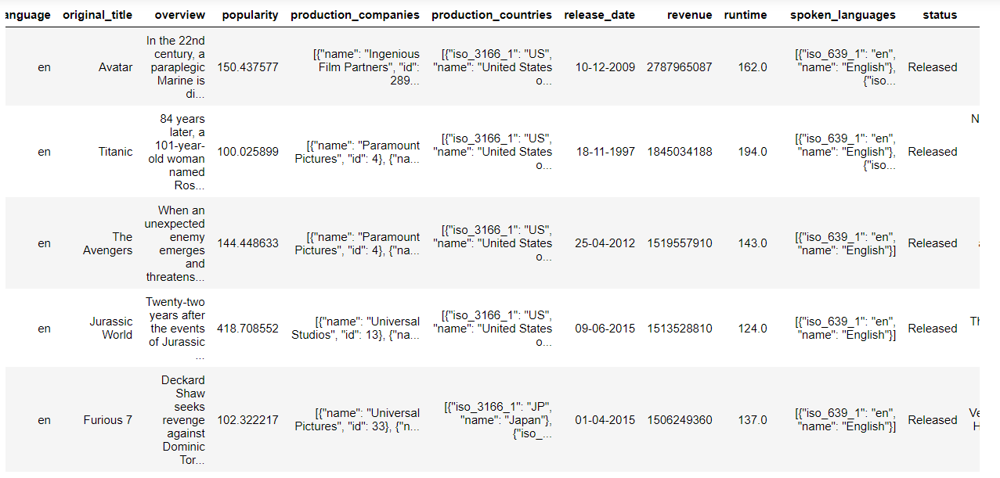 anguage original_title overview popularity production_companies production_countries release_date revenue runtime spoken_languages status
In the 22nd
century, a
paraplegic
Marine is
di...
en Avatar 150.437577 [{"name": "Ingenious
Film Partners", "id":
289... [{"iso_3166_1": "US",
"name": "United States
o... 10-12-2009 2787965087 162.0 [{"iso_639_1": "en",
"name": "English"},
{"iso... Released
84 years
later, a
101-year-
old woman
named
Ros...
en Titanic 100.025899 [{"name": "Paramount
Pictures", "id": 4}, {"na... [{"iso_3166_1": "US",
"name": "United States
o... 18-11-1997 1845034188 194.0 [{"iso_639_1": "en",
"name": "English"},
{"iso... Released
N
When an
unexpected
enemy
emerges
and
threatens...
en The
Avengers 144.448633 [{"name": "Paramount
Pictures", "id": 4}, {"na... [{"iso_3166_1": "US",
"name": "United States
o... 25-04-2012 1519557910 143.0 [{"iso_639_1": "en",
"name": "English"}] Released
Twenty-two
years after
the events
of Jurassic
...
en Jurassic
World 418.708552 [{"name": "Universal
Studios", "id": 13}, {"na... [{"iso_3166_1": "US",
"name": "United States
o... 09-06-2015 1513528810 124.0 [{"iso_639_1": "en",
"name": "English"}] Released
Deckard
Shaw
seeks
revenge
against
Dominic
Tor...
en Furious 7 102.322217 [{"name": "Universal
Pictures", "id": 33}, {"n... [{"iso_3166_1": "JP",
"name": "Japan"},
{"iso_... 01-04-2015 1506249360 137.0 [{"iso_639_1": "en",
"name": "English"}] Released
Ve
H